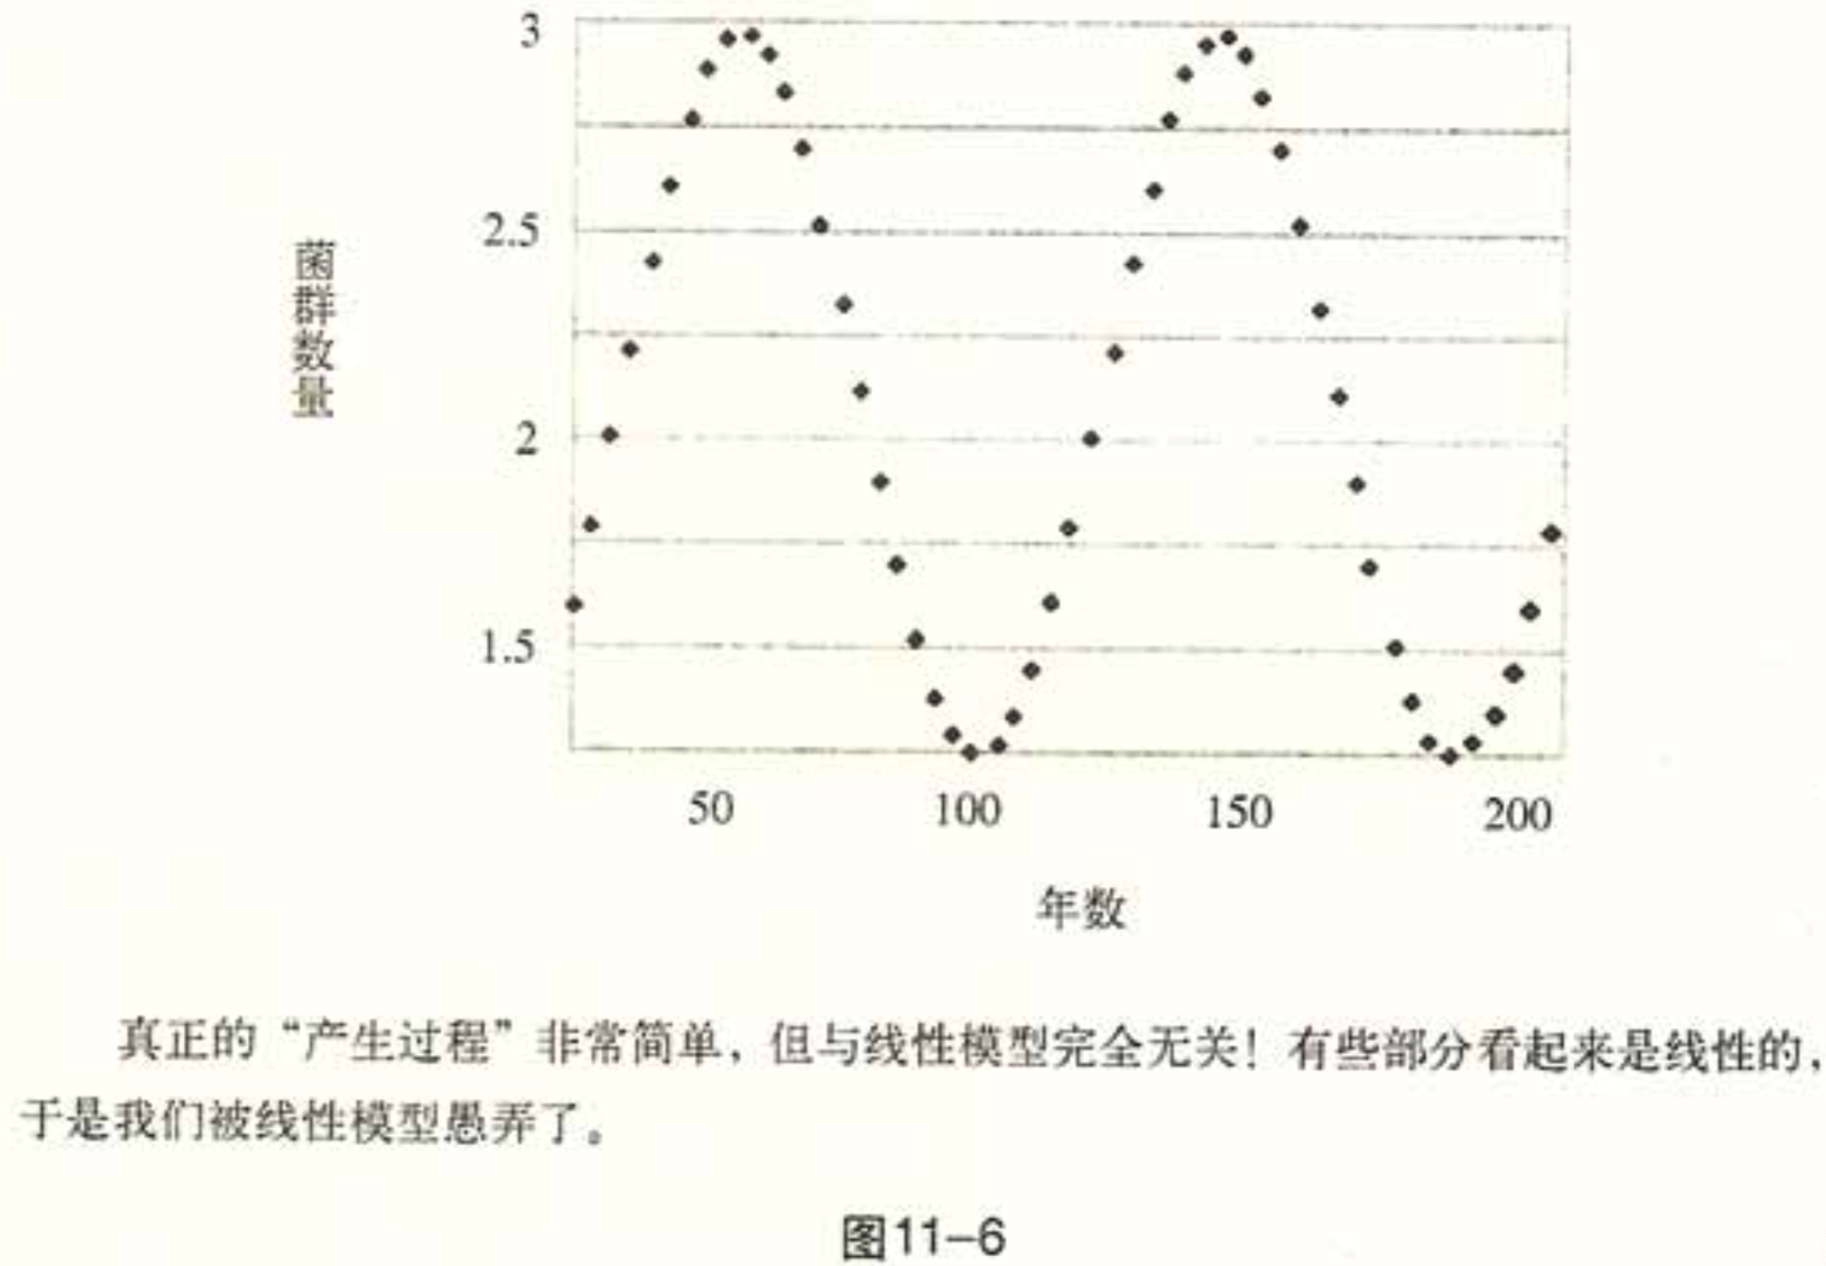 3
2.5
菌群数量
2
1.5
50 100 150 200
年数
真正的“产生过程”非常简单，但与线性模型完全无关！有些部分看起来是线性的，
于是我们被线性模型愚弄了。
图11-6